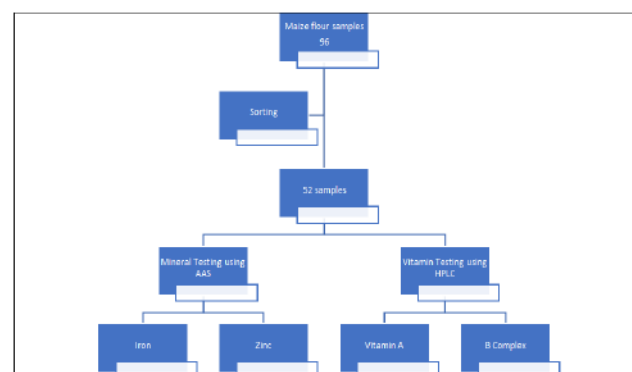 Maize flour samples
56
Sorting
52 samples
Mineral Testing using
AAS
Vitamin Testing using
HPLC
Iron
Zinc
Vitamin A
B Complex